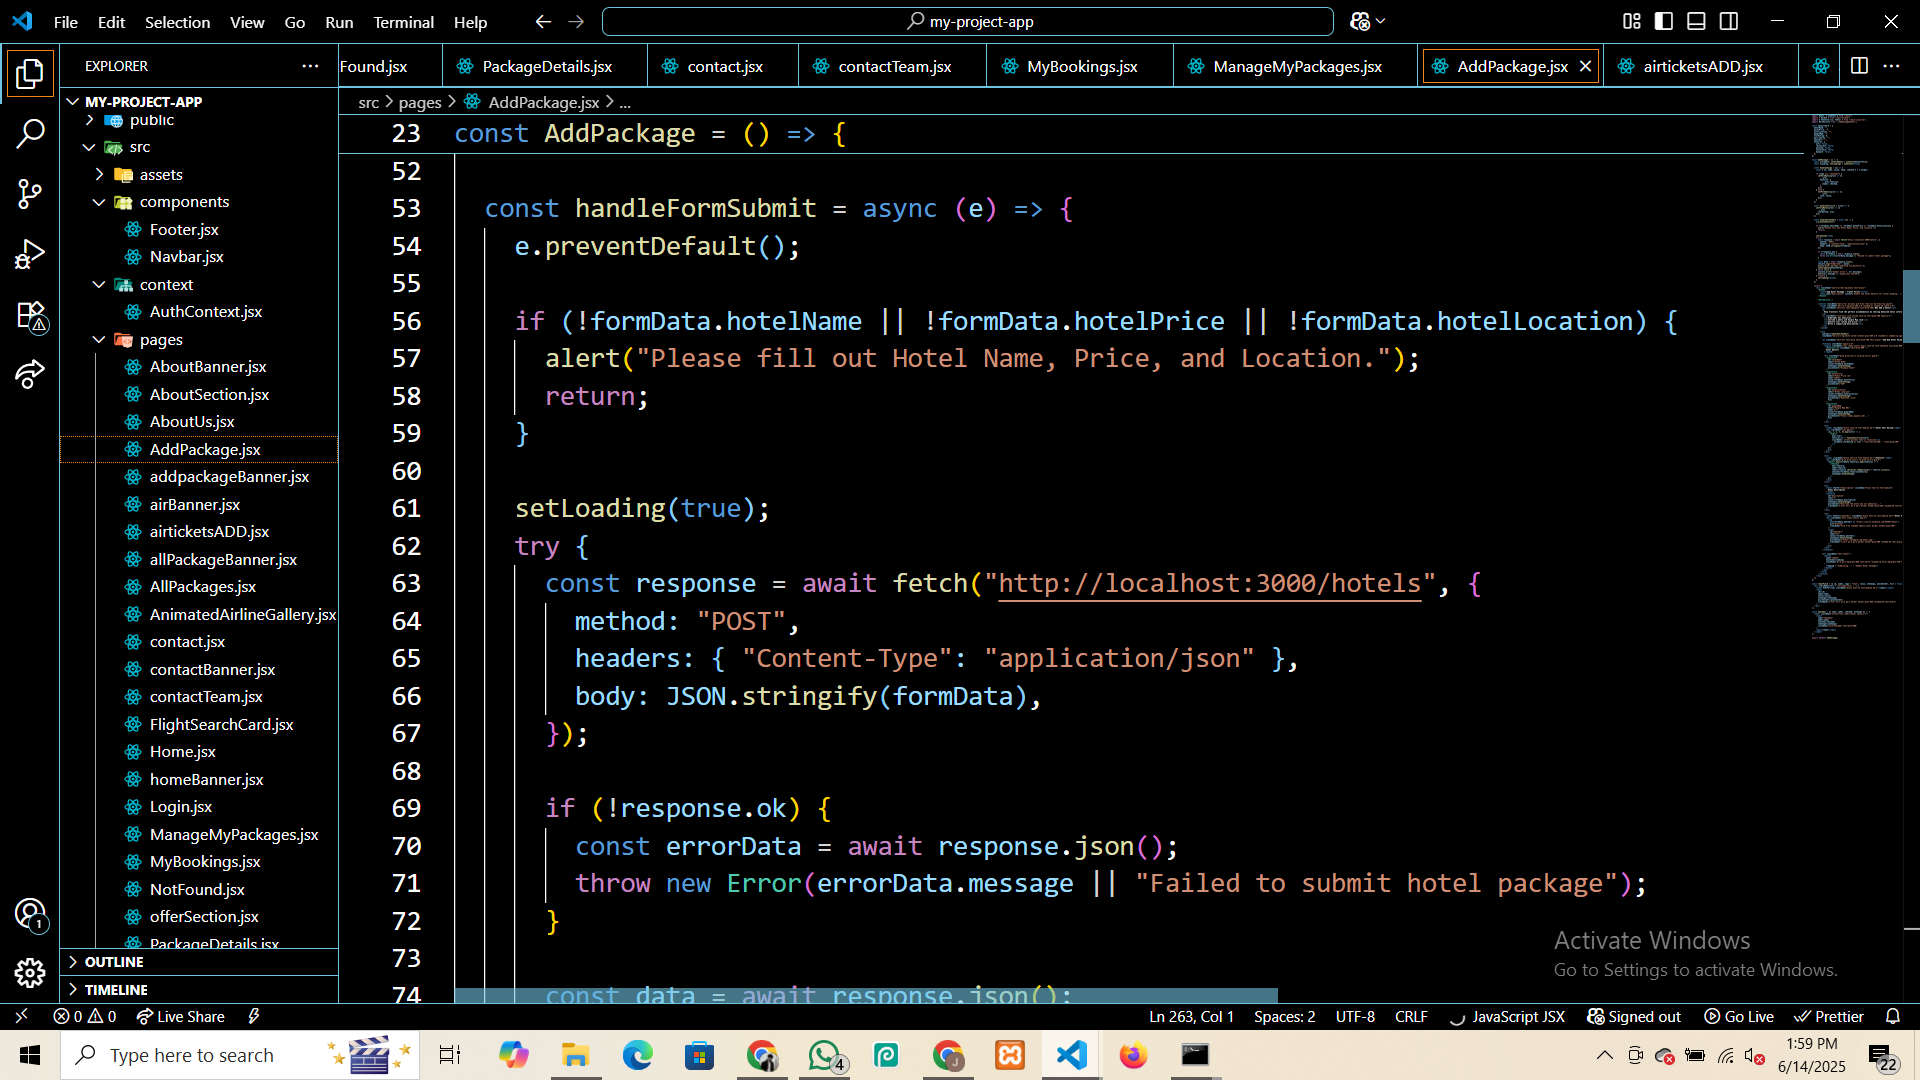 File Edit Selection View Go Run Terminal Help
my-project-app
EXPLORER
Found.jsx
PackageDetails.jsx
contact.jsx
contactTeam.jsx
MyBookings.jsx
ManageMyPackages.jsx
AddPackage.jsx
airticketsADD.jsx
src > pages > AddPackage.jsx > ...
MY-PROJECT-APP
public
src
assets
components
Footer.jsx
Navbar.jsx
context
AuthContext.jsx
pages
AboutBanner.jsx
AboutSection.jsx
AboutUs.jsx
AddPackage.jsx
addpackageBanner.jsx
airBanner.jsx
airticketsADD.jsx
allPackageBanner.jsx
AllPackages.jsx
AnimatedAirlineGallery.jsx
contact.jsx
contactBanner.jsx
contactTeam.jsx
FlightSearchCard.jsx
Home.jsx
homeBanner.jsx
Login.jsx
ManageMyPackages.jsx
MyBookings.jsx
NotFound.jsx
offerSection.jsx
PackageDetails.jsx
OUTLINE
TIMELINE
23 const AddPackage = () => {
52
53 const handleFormSubmit = async (e) => {
54 e.preventDefault();
55
56 if (!formData.hotelName || !formData.hotelPrice || !formData.hotelLocation) {
57 alert("Please fill out Hotel Name, Price, and Location.");
58 return;
59 }
60
61 setLoading(true);
62 try {
63 const response = await fetch("http://localhost:3000/hotels", {
64 method: "POST",
65 headers: { "Content-Type": "application/json" },
66 body: JSON.stringify(formData),
67 });
68
69 if (!response.ok) {
70 const errorData = await response.json();
71 throw new Error(errorData.message || "Failed to submit hotel package");
72 }
73
74 const data = await response.json();
Activate Windows
Go to Settings to activate Windows.
1
0 0 Live Share
Ln 263, Col 1 Spaces: 2 UTF-8 CRLF JavaScript JSX Signed out Go Live Prettier
Type here to search
4
1:59 PM
6/14/2025
22